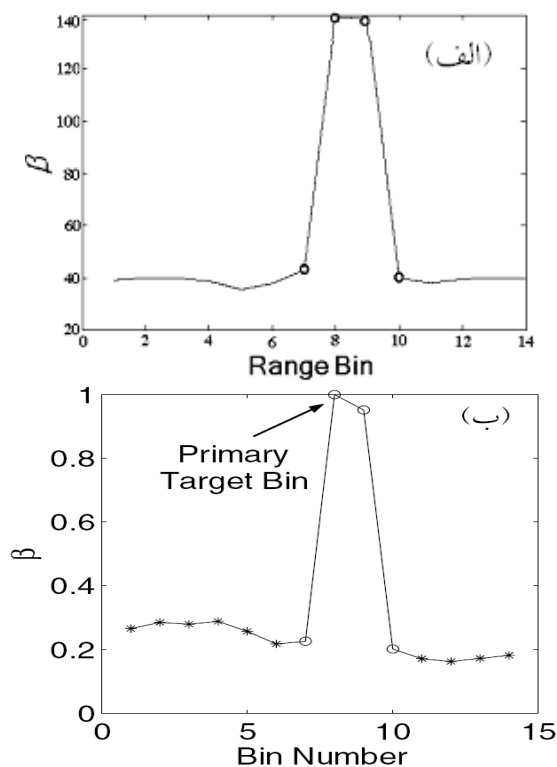 140
(الف)
120
100
β
80
60
40
20
0 2 4 6 8 10 12 14
Range Bin
1
(ب)
Primary
Target Bin
0.8
0.6
β
0.4
0.2
0
0 5 10 15
Bin Number